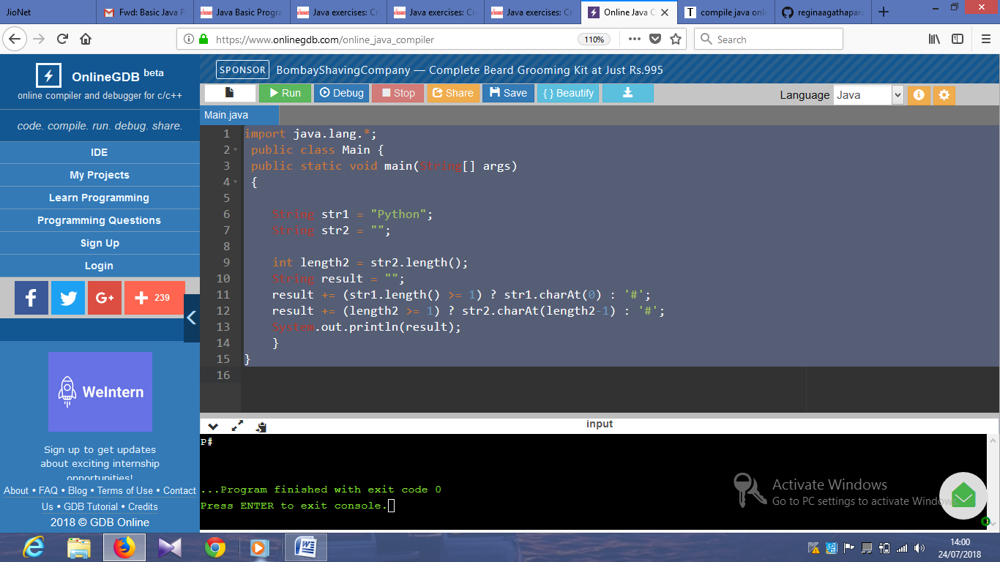 JioNet
Fwd: Basic Java P
Java Basic Progra
Java exercises: Cr
Java exercises: Cr
Java exercises: Cr
Online Java C
compile java onli
reginaagathapara
https://www.onlinegdb.com/online_java_compiler
110%
Search
OnlineGDB beta
online compiler and debugger for c/c++
code. compile. run. debug. share.
IDE
My Projects
Learn Programming
Programming Questions
Sign Up
Login
f
G+
+ 239
WeIntern
Sign up to get updates
about exciting internship
opportunities!
About • FAQ • Blog • Terms of Use • Contact
Us • GDB Tutorial • Credits
2018 © GDB Online
SPONSOR BombayShavingCompany — Complete Beard Grooming Kit at Just Rs.995
Run
Debug
Stop
Share
Save
{ } Beautify
Language Java
Main.java
1 import java.lang.*;
2 public class Main {
3 public static void main(String[] args)
4 {
5
6 String str1 = "Python";
7 String str2 = "";
8
9 int length2 = str2.length();
10 String result = "";
11 result += (str1.length() >= 1) ? str1.charAt(0) : '#';
12 result += (length2 >= 1) ? str2.charAt(length2-1) : '#';
13 System.out.println(result);
14 }
15 }
16
input
P#
...Program finished with exit code 0
Press ENTER to exit console.
Activate Windows
Go to PC settings to activate Windows.
14:00
24/07/2018